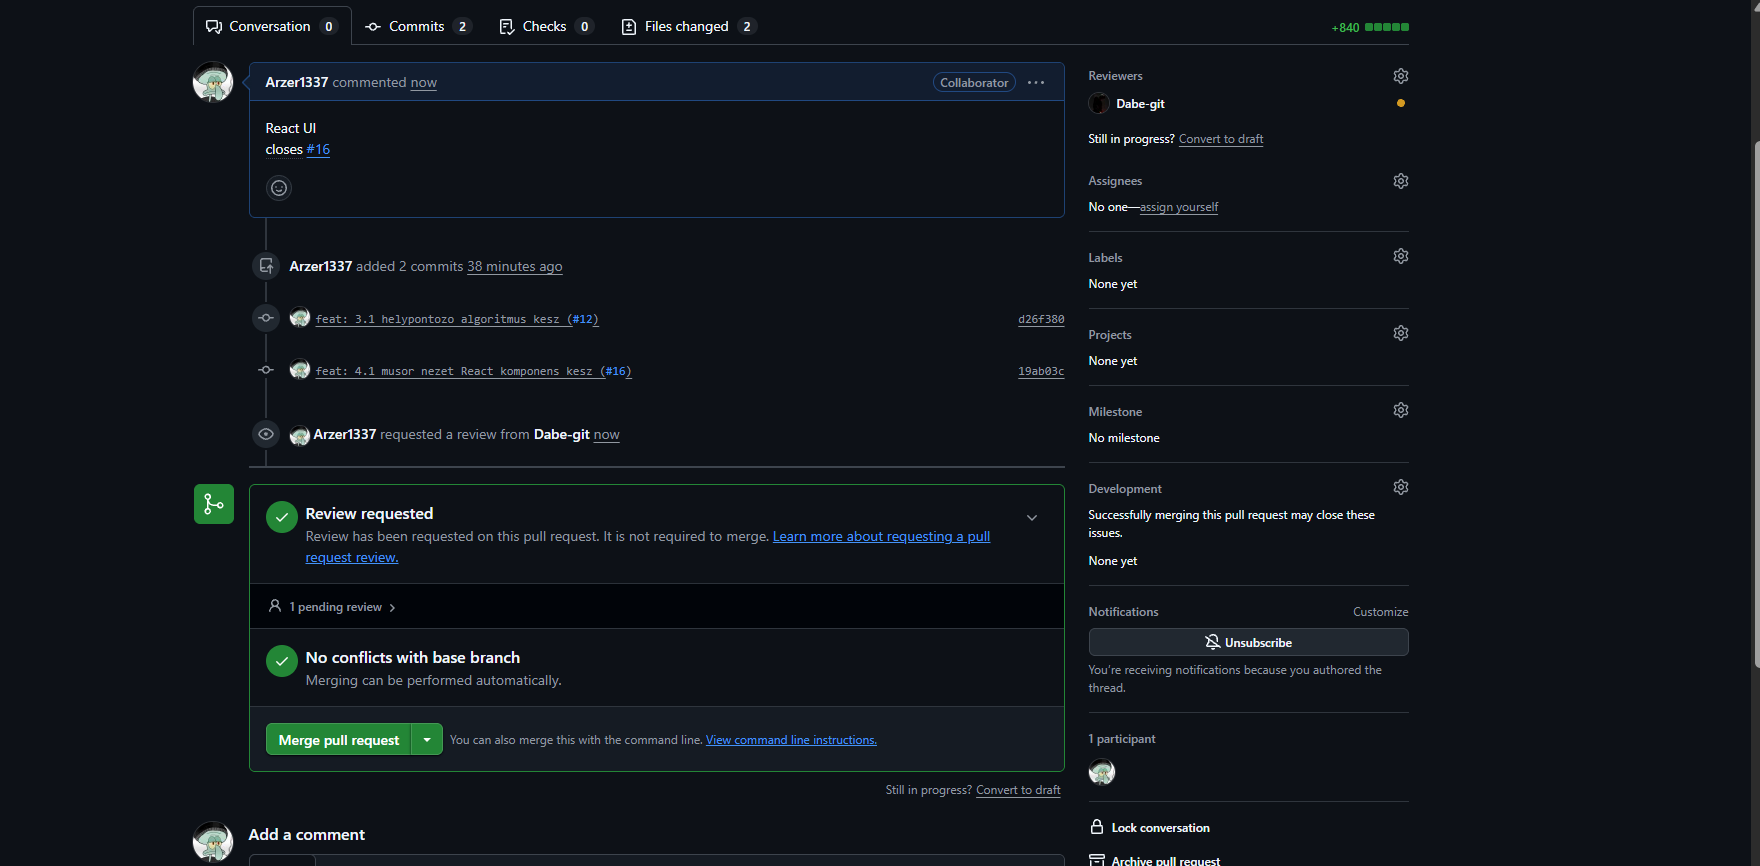 Conversation 0 Commits 2 Checks 0 Files changed 2 +840
Arzer1337 commented now Collaborator
React UI
closes #16
Arzer1337 added 2 commits 38 minutes ago
feat: 3.1 helypontozo algoritmus kesz (#12) d26f380
feat: 4.1 musor nezet React komponens kesz (#16) 19ab03c
Arzer1337 requested a review from Dabe-git now
Review requested
Review has been requested on this pull request. It is not required to merge. Learn more about requesting a pull
request review.
1 pending review
No conflicts with base branch
Merging can be performed automatically.
Merge pull request You can also merge this with the command line. View command line instructions.
Still in progress? Convert to draft
Add a comment
Reviewers
Dabe-git
Still in progress? Convert to draft
Assignees
No one—assign yourself
Labels
None yet
Projects
None yet
Milestone
No milestone
Development
Successfully merging this pull request may close these
issues.
None yet
Notifications Customize
Unsubscribe
You're receiving notifications because you authored the
thread.
1 participant
Lock conversation
Archive pull request